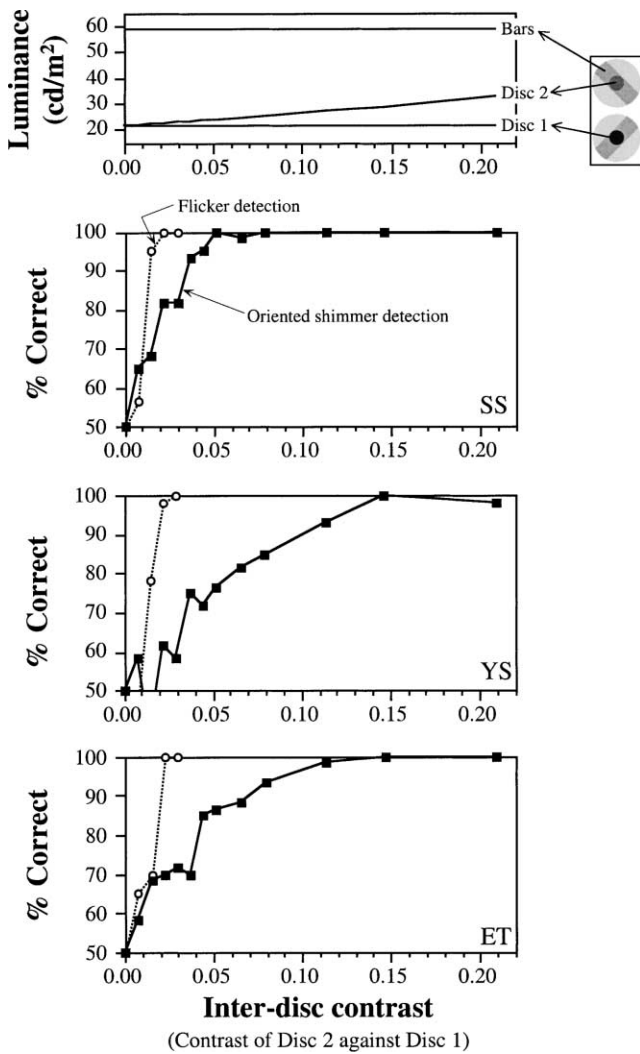 Luminance
(cd/m²)
60
50
40
30
20
Bars
Disc 2
Disc 1
0.00 0.05 0.10 0.15 0.20
% Correct
100
90
80
70
60
50
Flicker detection
Oriented shimmer detection
SS
0.00 0.05 0.10 0.15 0.20
% Correct
100
90
80
70
60
50
YS
0.00 0.05 0.10 0.15 0.20
% Correct
100
90
80
70
60
50
ET
0.00 0.05 0.10 0.15 0.20
Inter-disc contrast
(Contrast of Disc 2 against Disc 1)